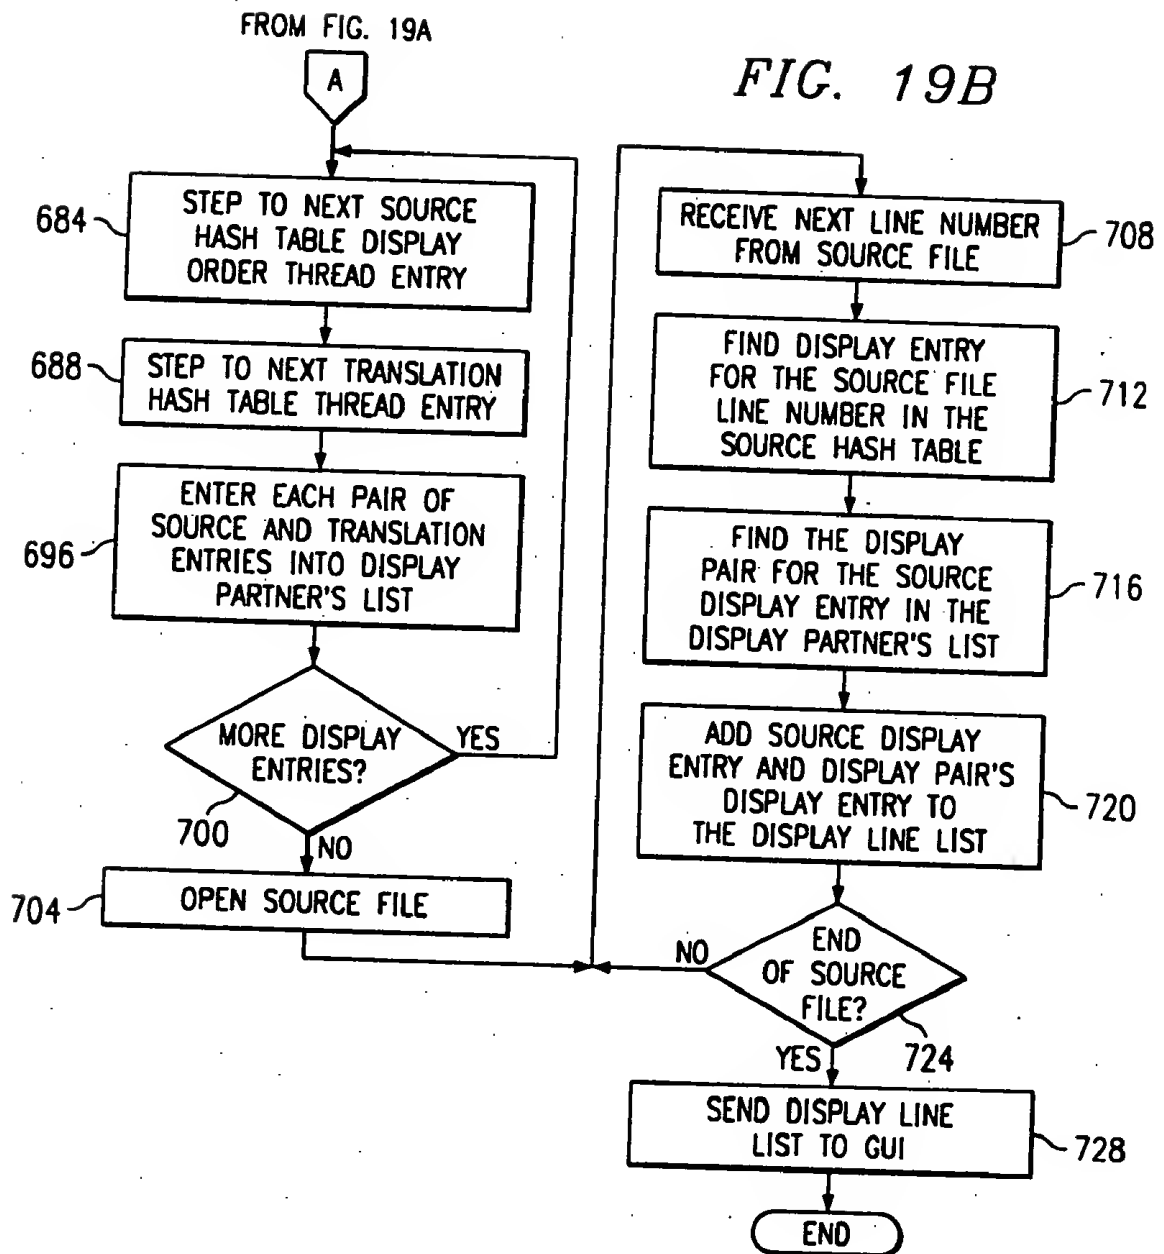 FROM FIG. 19A
A
FIG. 19B
684
STEP TO NEXT SOURCE
HASH TABLE DISPLAY
ORDER THREAD ENTRY
688
STEP TO NEXT TRANSLATION
HASH TABLE THREAD ENTRY
696
ENTER EACH PAIR OF
SOURCE AND TRANSLATION
ENTRIES INTO DISPLAY
PARTNER'S LIST
MORE DISPLAY
ENTRIES?
YES
700
NO
704
OPEN SOURCE FILE
RECEIVE NEXT LINE NUMBER
FROM SOURCE FILE
708
FIND DISPLAY ENTRY
FOR THE SOURCE FILE
LINE NUMBER IN THE
SOURCE HASH TABLE
712
FIND THE DISPLAY
PAIR FOR THE SOURCE
DISPLAY ENTRY IN THE
DISPLAY PARTNER'S LIST
716
ADD SOURCE DISPLAY
ENTRY AND DISPLAY PAIR'S
DISPLAY ENTRY TO
THE DISPLAY LINE LIST
720
NO
END
OF SOURCE
FILE?
724
YES
SEND DISPLAY LINE
LIST TO GUI
728
END